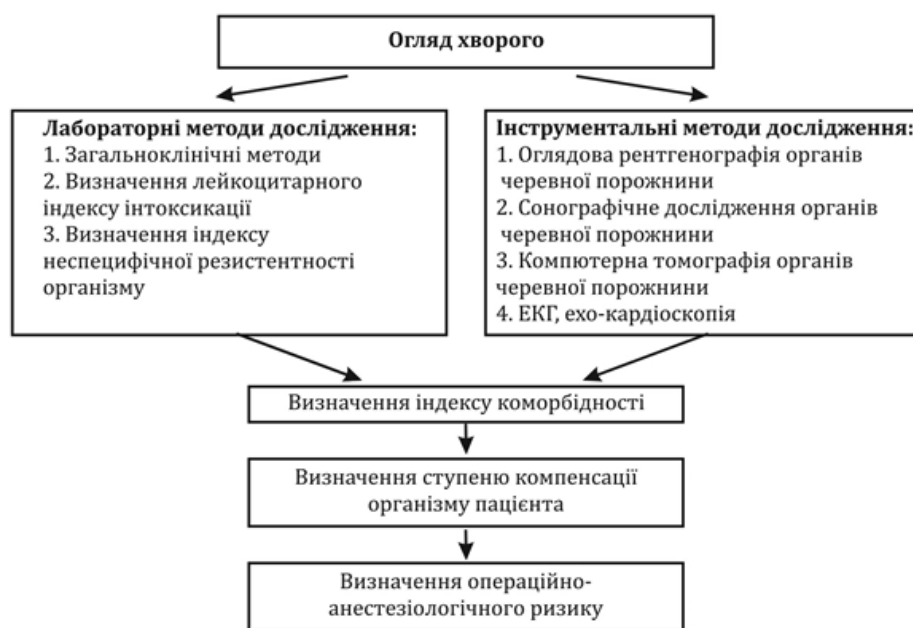 Огляд хворого
Лабораторні методи дослідження:
1. Загальноклінічні методи
2. Визначення лейкоцитарного
індексу інтоксикації
3. Визначення індексу
неспецифічної резистентності
організму
Інструментальні методи дослідження:
1. Оглядова рентгенографія органів
черевної порожнини
2. Сонографічне дослідження органів
черевної порожнини
3. Компютерна томографія органів
черевної порожнини
4. ЕКГ, ехо-кардіоскопія
Визначення індексу коморбідності
Визначення ступеню компенсації
організму пацієнта
Визначення операційно-
анестезіологічного ризику